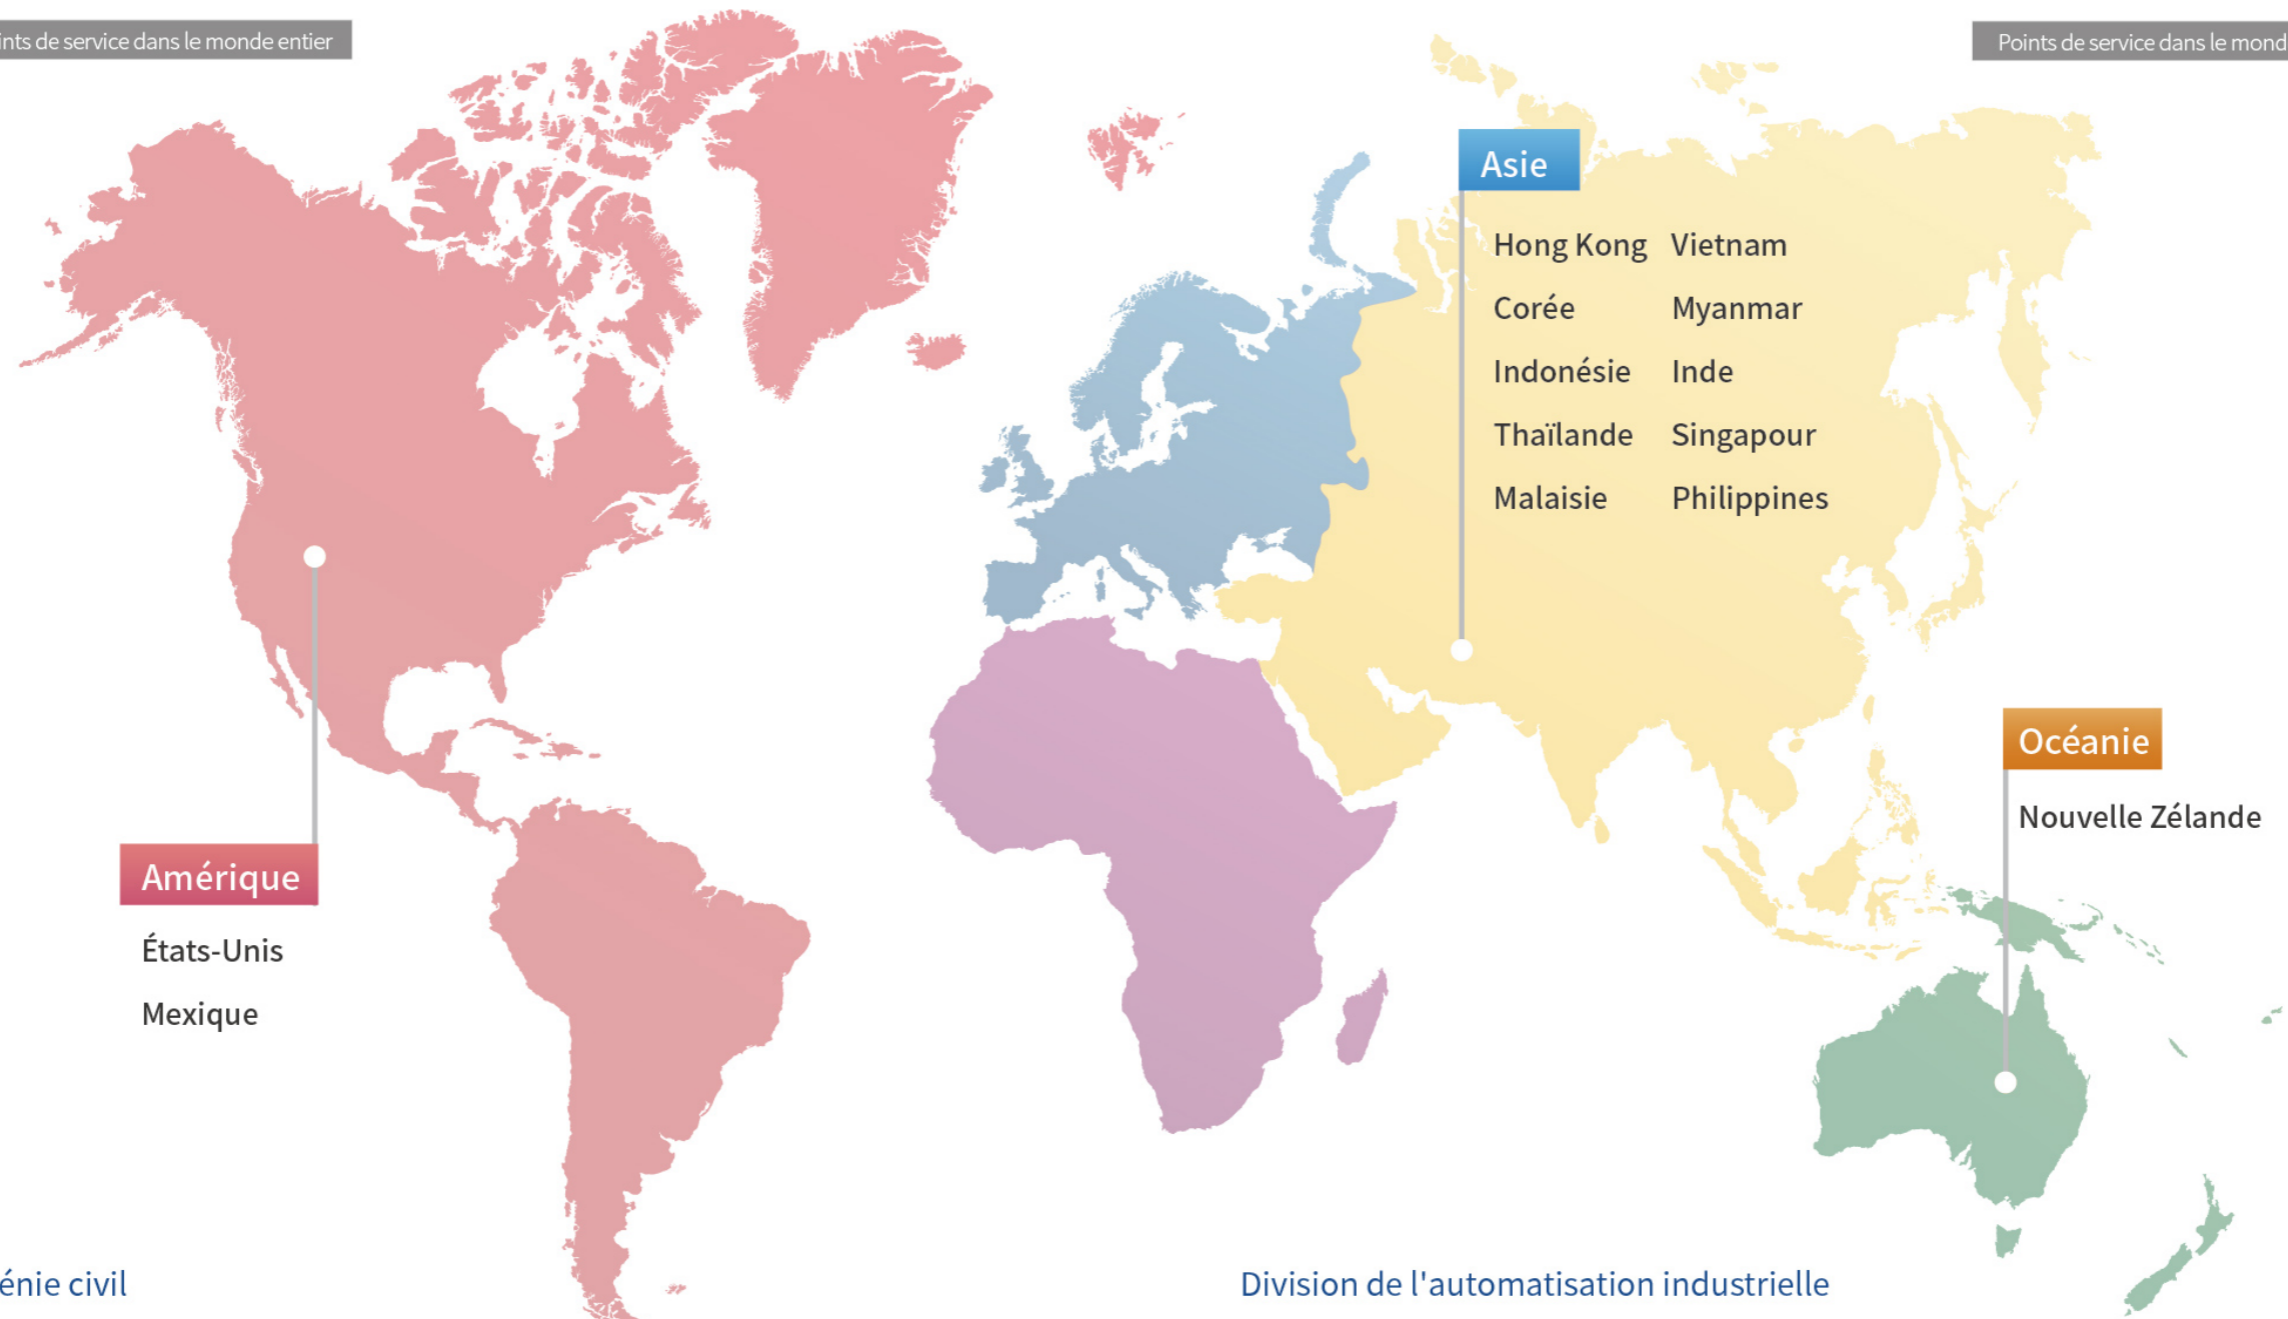 ints de service dans le monde entier
Points de service dans le mond
Asie
Hong Kong Vietnam
Corée Myanmar
Indonésie Inde
Thaïlande Singapour
Malaisie Philippines
Océanie
Nouvelle Zélande
Amérique
États-Unis
Mexique
énie civil
Division de l'automatisation industrielle